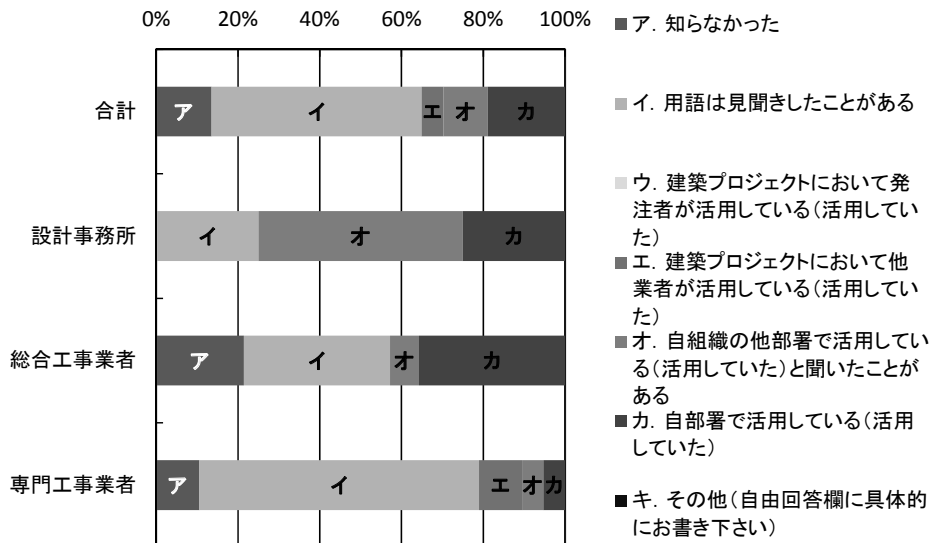 0% 20% 40% 60% 80% 100%
合計
ア イ エ オ カ
設計事務所
イ オ カ
総合工事業者
ア イ オ カ
専門工事業者
ア イ エ オ カ
ア．知らなかった
イ．用語は見聞きしたことがある
ウ．建築プロジェクトにおいて発
注者が活用している（活用してい
た）
エ．建築プロジェクトにおいて他
業者が活用している（活用してい
た）
オ．自組織の他部署で活用してい
る（活用していた）と聞いたことが
ある
カ．自部署で活用している（活用
していた）
キ．その他（自由回答欄に具体的
にお書き下さい）